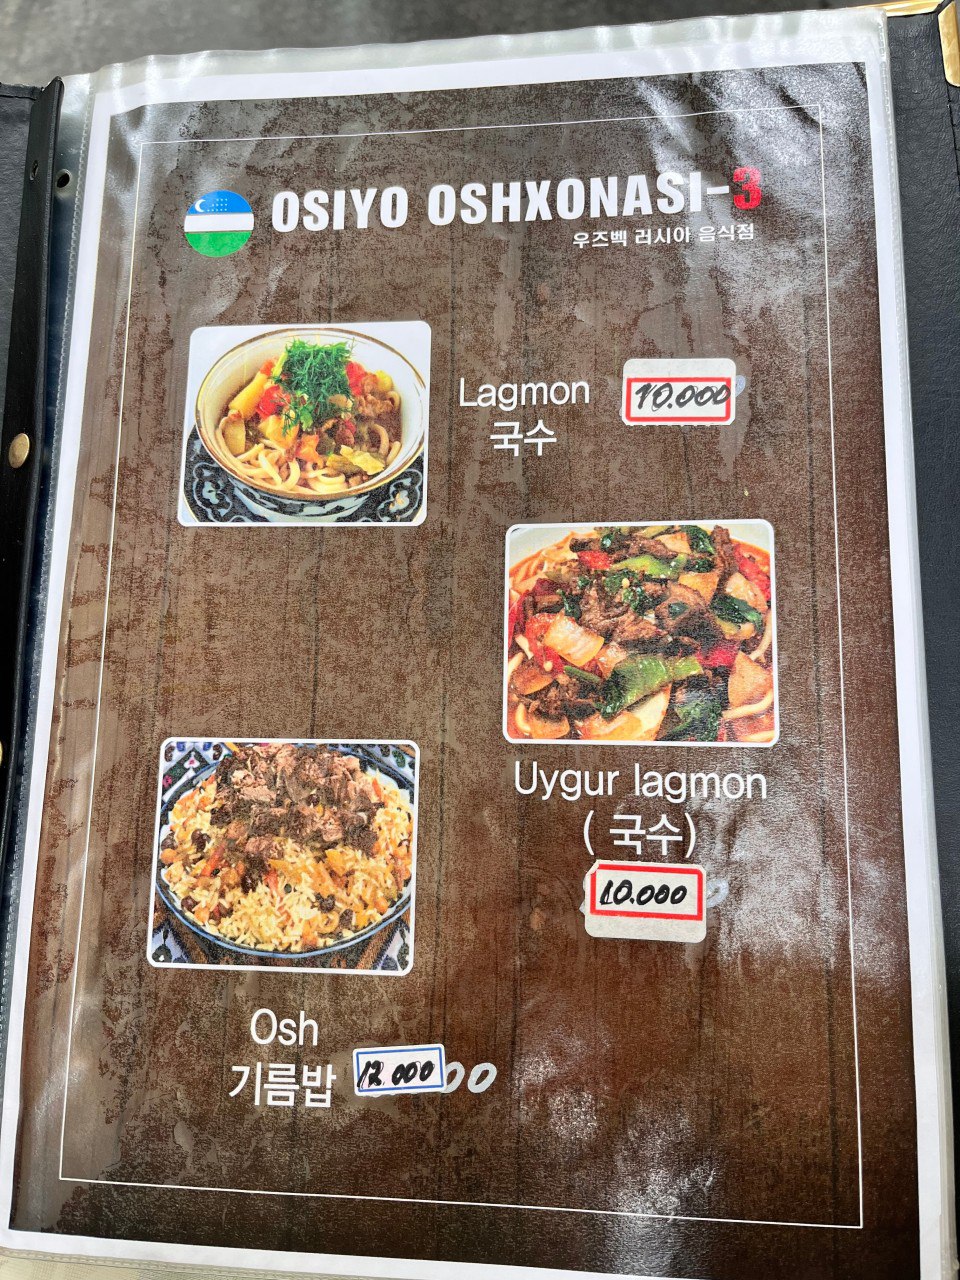 OSIYO OSHXONASI-3
우즈벡 러시아 음식점
Lagmon
국수
10.000
Uygur lagmon
( 국수)
10.000
Osh
기름밥
12.000
00